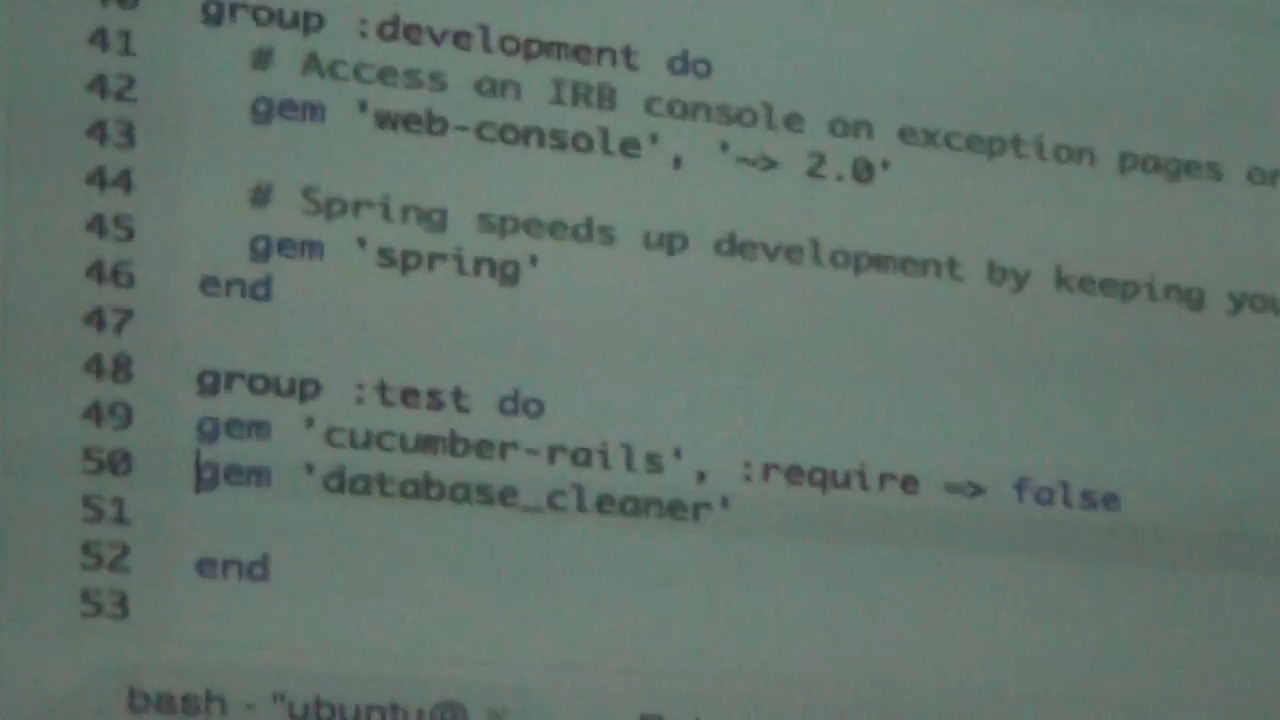 group :development do
41 # Access an IRB console on exception pages or
42 gem 'web-console', '~> 2.0'
43
44 # Spring speeds up development by keeping you
45 gem 'spring'
46 end
47
48 group :test do
49 gem 'cucumber-rails', :require => false
50 gem 'database_cleaner'
51
52 end
53
bash - "ubuntu@